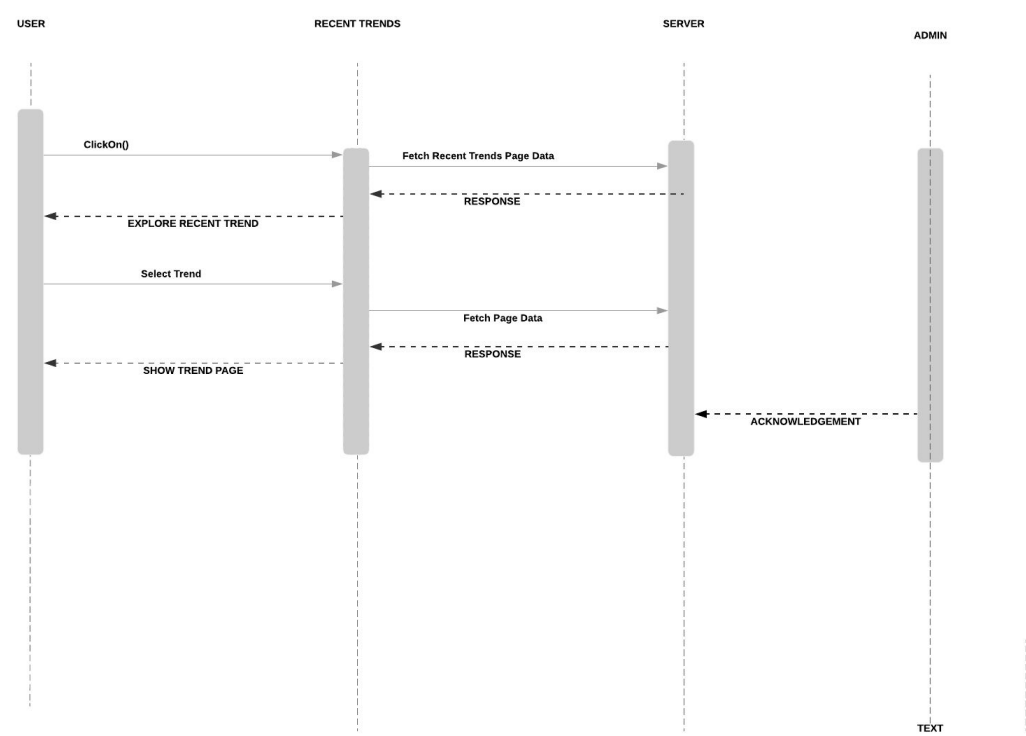 USER
RECENT TRENDS
SERVER
ADMIN
ClickOn()
Fetch Recent Trends Page Data
RESPONSE
EXPLORE RECENT TREND
Select Trend
Fetch Page Data
RESPONSE
SHOW TREND PAGE
ACKNOWLEDGEMENT
TEXT